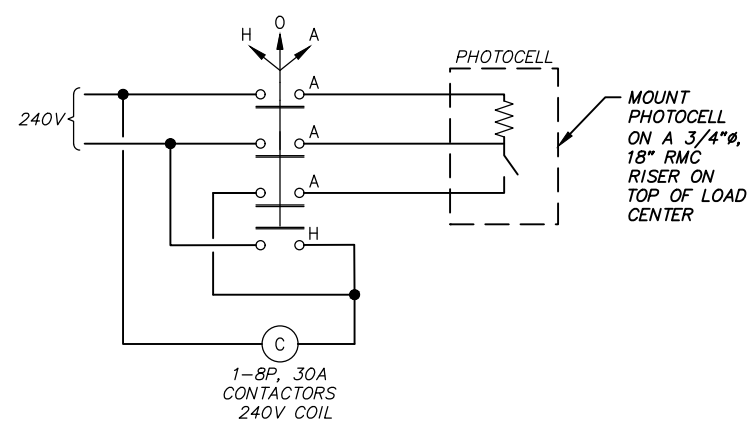 O
H A
PHOTOCELL
A
240V
A
A
H
MOUNT
PHOTOCELL
ON A 3/4"ø,
18" RMC
RISER ON
TOP OF LOAD
CENTER
C
1-8P, 30A
CONTACTORS
240V COIL